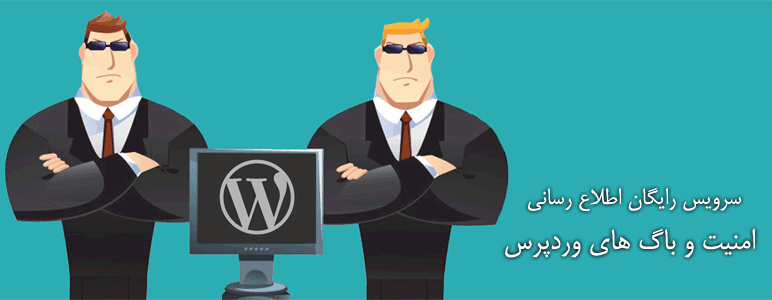 سرویس رایگان اطلاع رسانی
امنیت و باگ های وردپرس